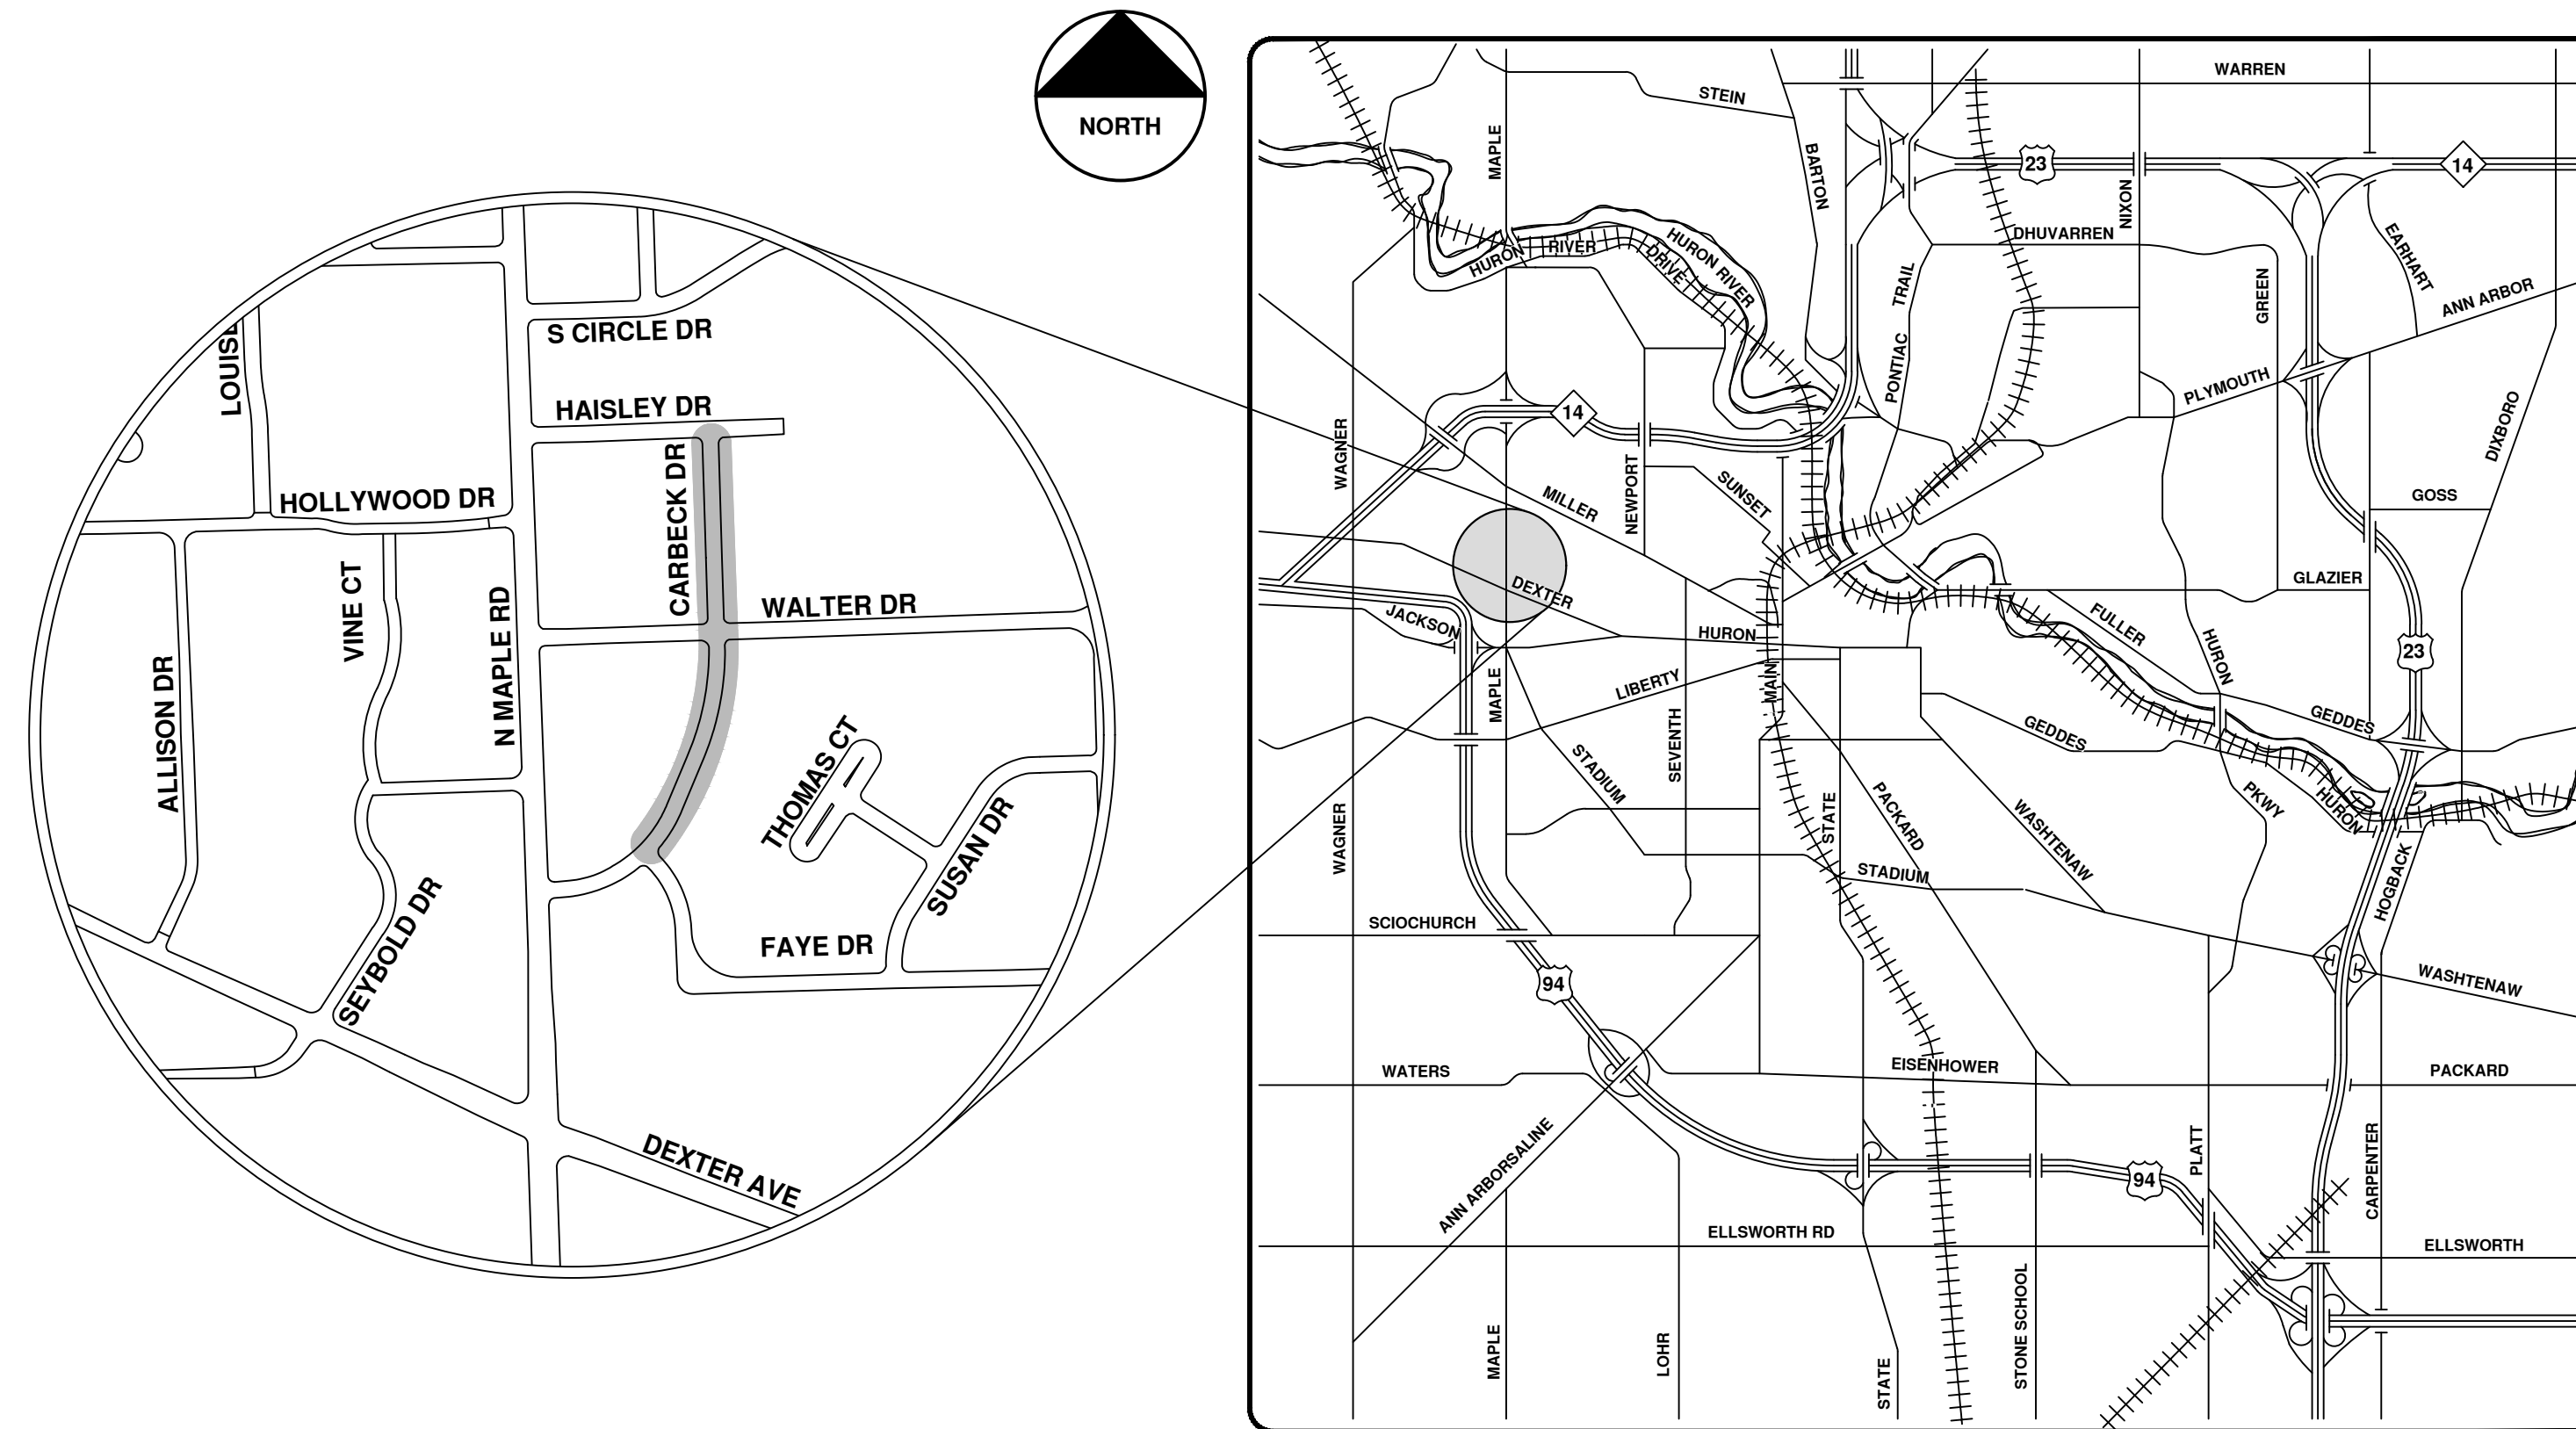 NORTH
LOUISE
S CIRCLE DR
HAISLEY DR
HOLLYWOOD DR
CARBECK DR
WALTER DR
VINE CT
N MAPLE RD
ALLISON DR
THOMAS CT
SUSAN DR
SEYBOLD DR
FAYE DR
DEXTER AVE
WARREN
STEIN
MAPLE
BARTON
23
14
NIXON
DHUVARREN
EARHART
HURON
RIVER
DRIVE
HURON RIVER
TRAIL
PONTIAC
GREEN
ANN ARBOR
PLYMOUTH
DIXBORO
14
WAGNER
NEWPORT
MILLER
SUNSET
GOSS
DEXTER
GLAZIER
JACKSON
HURON
FULLER
HURON
23
MAPLE
LIBERTY
MAIN
SEVENTH
STADIUM
GEDDES
GEDDES
WAGNER
STATE
PACKARD
WASHTENAW
PKWY
HURON
STADIUM
HOGBACK
SCIOCHURCH
94
WASHTENAW
WATERS
EISENHOWER
PACKARD
ANN ARBORSALINE
PLATT
94
CARPENTER
ELLSWORTH RD
ELLSWORTH
MAPLE
LOHR
STATE
STONE SCHOOL